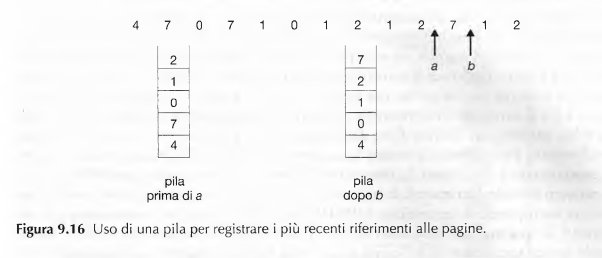 4 7 0 7 1 0 1 2 1 2 7 1 2
a b
2 7
1 2
0 1
7 0
4 4
pila pila
prima di a dopo b
Figura 9.16 Uso di una pila per registrare i più recenti riferimenti alle pagine.